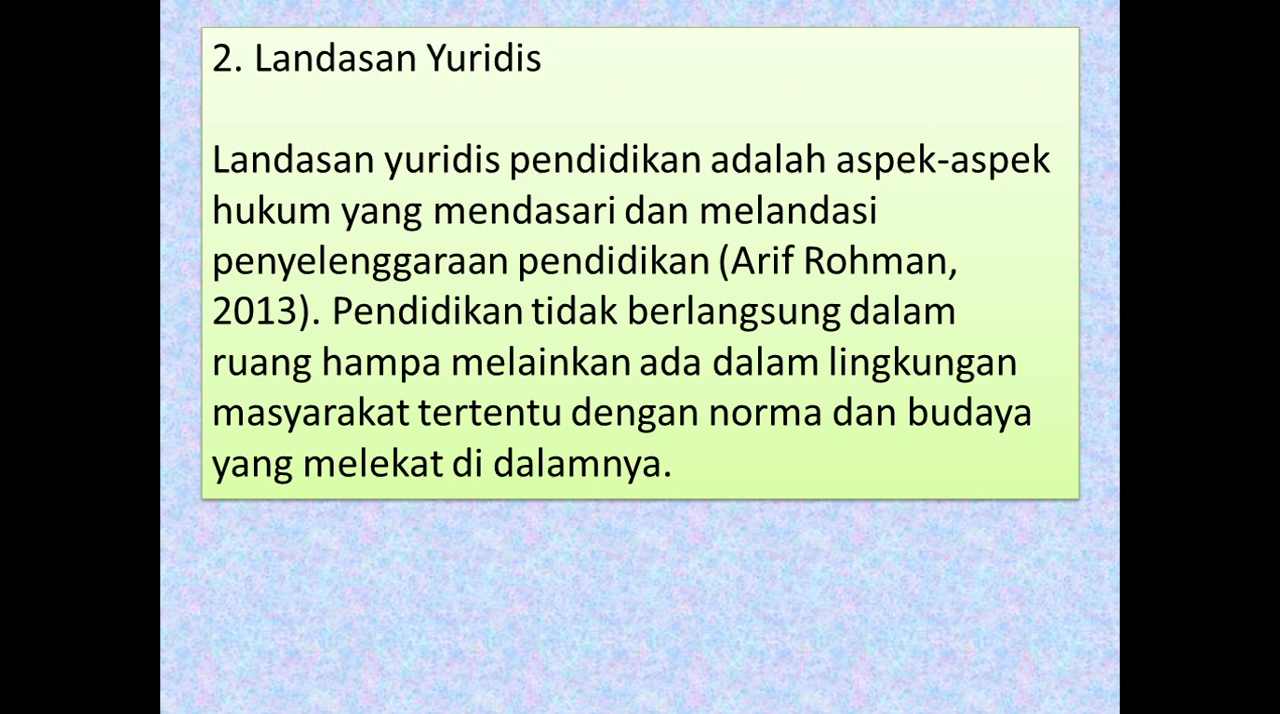 2. Landasan Yuridis
Landasan yuridis pendidikan adalah aspek-aspek
hukum yang mendasari dan melandasi
penyelenggaraan pendidikan (Arif Rohman,
2013). Pendidikan tidak berlangsung dalam
ruang hampa melainkan ada dalam lingkungan
masyarakat tertentu dengan norma dan budaya
yang melekat di dalamnya.